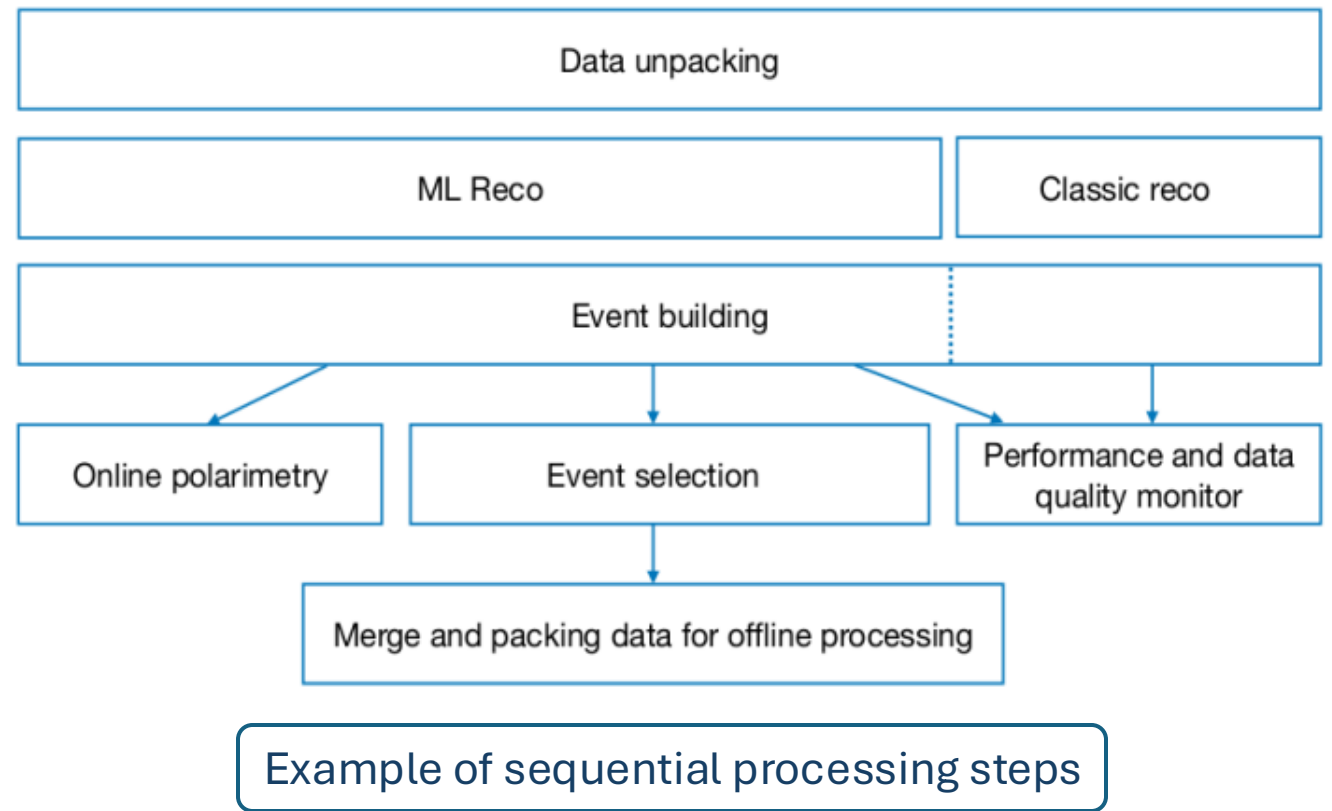 Data unpacking
ML Reco
Classic reco
Event building
Online polarimetry
Event selection
Performance and data
quality monitor
Merge and packing data for offline processing
Example of sequential processing steps